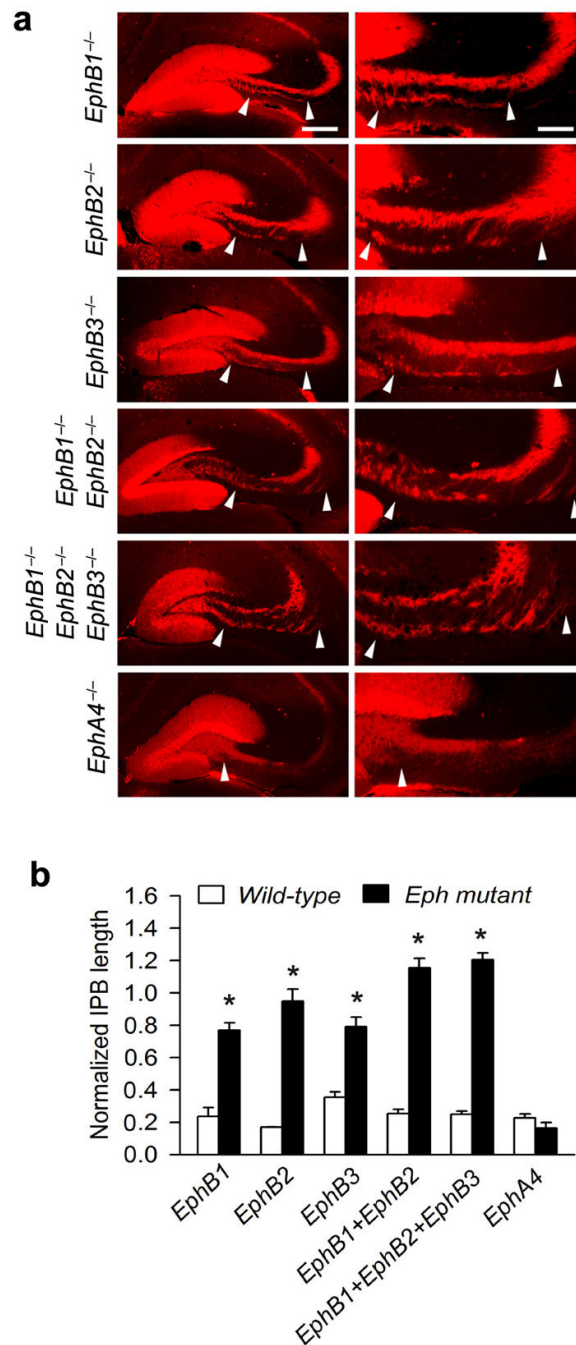 a
EphB1–/–
EphB2–/–
EphB3–/–
EphB1–/–
EphB2–/–
EphB1–/–
EphB2–/–
EphB3–/–
EphA4–/–
b
Wild-type
Eph mutant
Normalized IPB length
1.6
1.4
1.2
1.0
0.8
0.6
0.4
0.2
0.0
*
*
*
*
*
EphB1
EphB2
EphB3
EphB1+EphB2
EphB1+EphB2+EphB3
EphA4